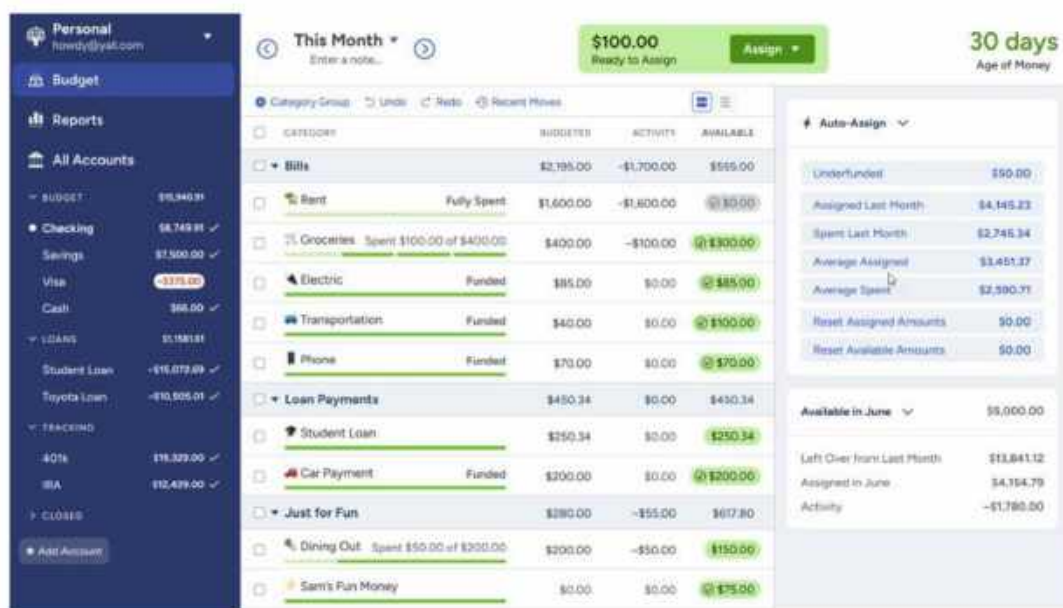 Personal
howdy@yall.com
Budget
Reports
All Accounts
BUDGET $15,940.91
Checking $8,749.91
Savings $7,500.00
Visa -$375.00
Cash $66.00
LOANS
Student Loan
Toyota Loan -$10,505.01
TRACKING
401k
IRA $12,439.00
CLOSED
Add Account
This Month
Enter a note...
$100.00
Ready to Assign
Assign
30 days
Age of Money
Category Group Undo Redo Recent Moves
CATEGORY BUDGETED ACTIVITY AVAILABLE
Bills $2,195.00 -$1,700.00 $555.00
Rent Fully Spent $1,600.00 -$1,600.00 $0.00
Groceries Spent $100.00 of $400.00 $400.00 -$100.00 $300.00
Electric Funded $85.00 $0.00 $85.00
Transportation Funded $40.00 $0.00 $100.00
Phone Funded $70.00 $0.00 $70.00
Loan Payments $450.34 $0.00 $450.34
Student Loan $250.34 $0.00 $250.34
Car Payment Funded $200.00 $0.00 $200.00
Just for Fun $280.00 -$55.00 $617.80
Dining Out Spent $50.00 of $200.00 $200.00 -$50.00 $150.00
Sam's Fun Money $0.00 $0.00 $75.00
Auto-Assign
Underfunded $50.00
Assigned Last Month $4,145.23
Spent Last Month $2,745.34
Average Assigned $3,451.37
Average Spent $2,590.71
Reset Assigned Amounts $0.00
Reset Available Amounts $0.00
Available in June
Left Over from Last Month $13,841.12
Assigned in June $4,154.79
Activity -$1,780.00